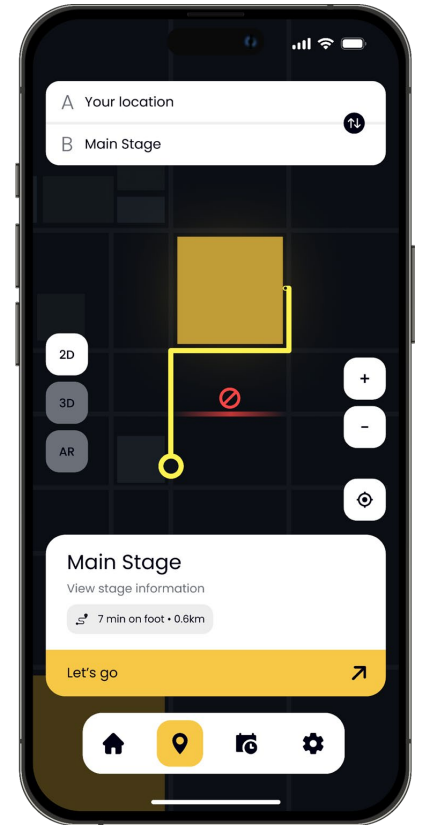 A Your location
B Main Stage
2D
3D
AR
+
−
Main Stage
View stage information
7 min on foot • 0.6km
Let's go